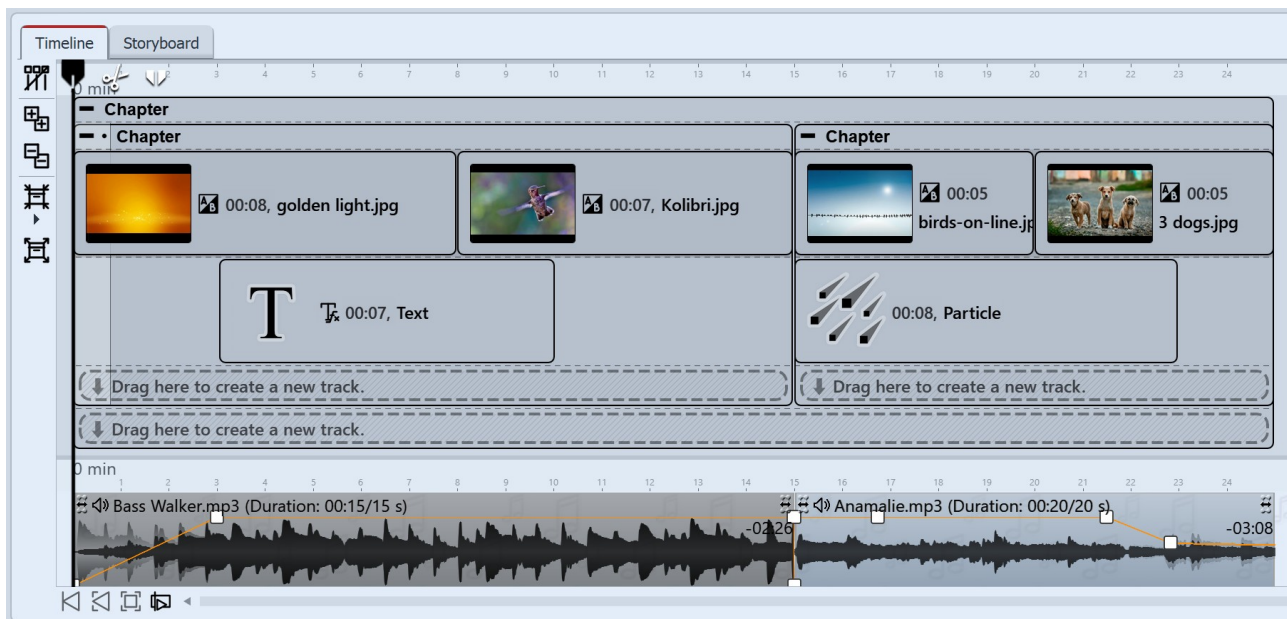 Timeline Storyboard
0 min 2 3 4 5 6 7 8 9 10 11 12 13 14 15 16 17 18 19 20 21 22 23 24
Chapter
Chapter Chapter
00:08, golden light.jpg 00:07, Kolibri.jpg 00:05 00:05
birds-on-line.jp 3 dogs.jpg
T 00:07, Text 00:08, Particle
Drag here to create a new track. Drag here to create a new track.
Drag here to create a new track.
0 min
1 2 3 4 5 6 7 8 9 10 11 12 13 14 15 16 17 18 19 20 21 22 23 24
Bass Walker.mp3 (Duration: 00:15/15 s) Anamalie.mp3 (Duration: 00:20/20 s)
-02:26 -03:08